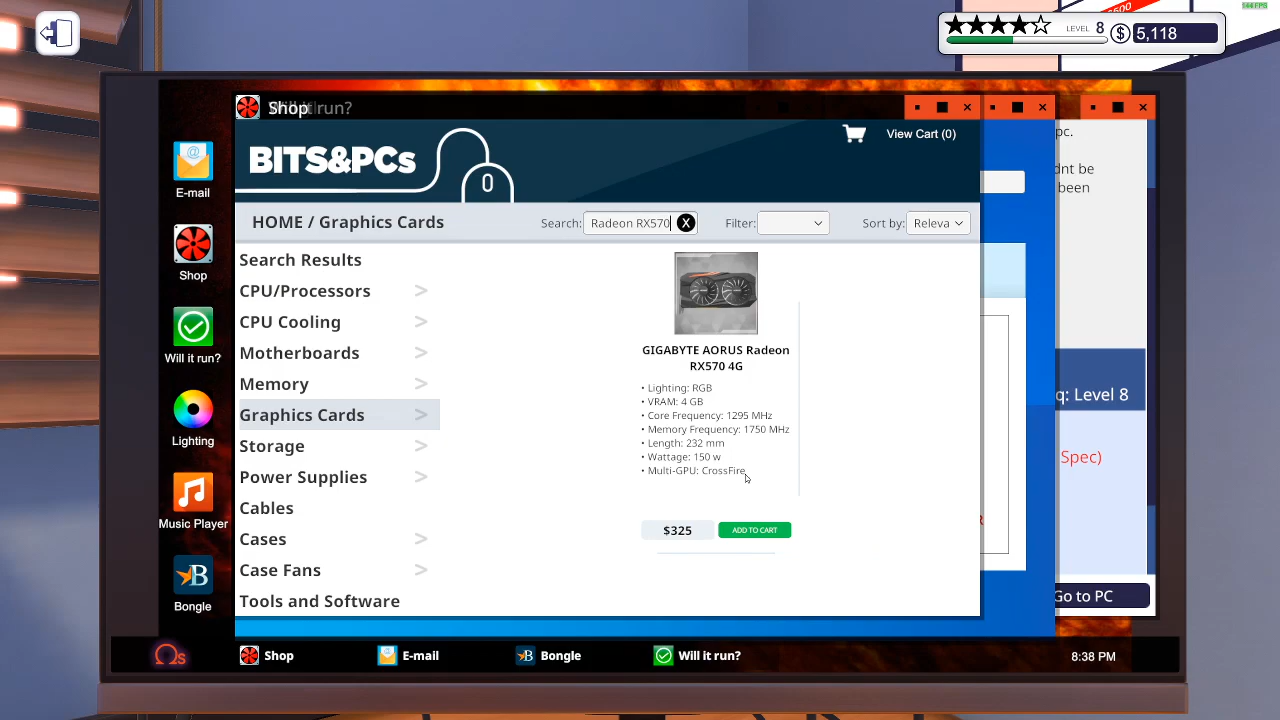 144 FPS
$600
LEVEL 8
$ 5,118
Shop
Will it run?
BITS&PCs
View Cart (0)
HOME / Graphics Cards
Search: Radeon RX570 X
Filter:
Sort by: Releva
Search Results
CPU/Processors >
CPU Cooling >
Motherboards >
Memory >
Graphics Cards >
Storage >
Power Supplies >
Cables
Cases >
Case Fans >
Tools and Software
GIGABYTE AORUS Radeon
RX570 4G
• Lighting: RGB
• VRAM: 4 GB
• Core Frequency: 1295 MHz
• Memory Frequency: 1750 MHz
• Length: 232 mm
• Wattage: 150 w
• Multi-GPU: CrossFire
$325
ADD TO CART
pc.
dnt be
been
q: Level 8
Spec)
R
Go to PC
E-mail
Shop
Will it run?
Lighting
Music Player
Bongle
Ωs
Shop
E-mail
Bongle
Will it run?
8:38 PM